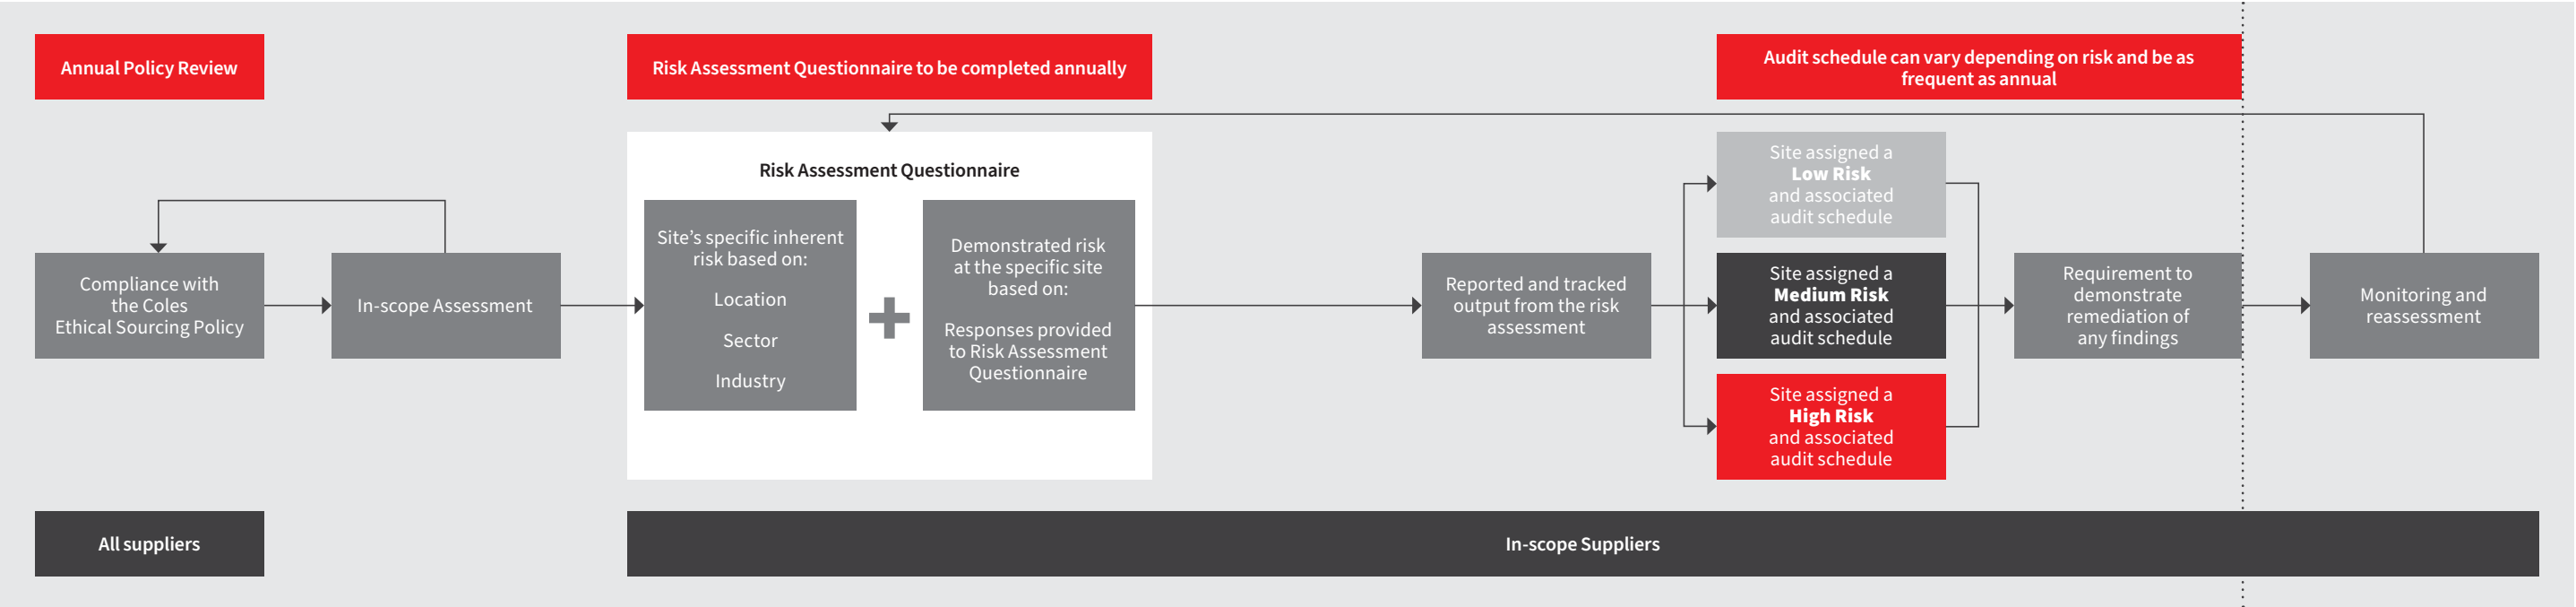 Annual Policy Review
Risk Assessment Questionnaire to be completed annually
Audit schedule can vary depending on risk and be as
frequent as annual
Compliance with
the Coles
Ethical Sourcing Policy
In-scope Assessment
Risk Assessment Questionnaire
Site’s specific inherent
risk based on:
Location
Sector
Industry
Demonstrated risk
at the specific site
based on:
Responses provided
to Risk Assessment
Questionnaire
Reported and tracked
output from the risk
assessment
Site assigned a
Low Risk
and associated
audit schedule
Site assigned a
Medium Risk
and associated
audit schedule
Site assigned a
High Risk
and associated
audit schedule
Requirement to
demonstrate
remediation of
any findings
Monitoring and
reassessment
All suppliers
In-scope Suppliers